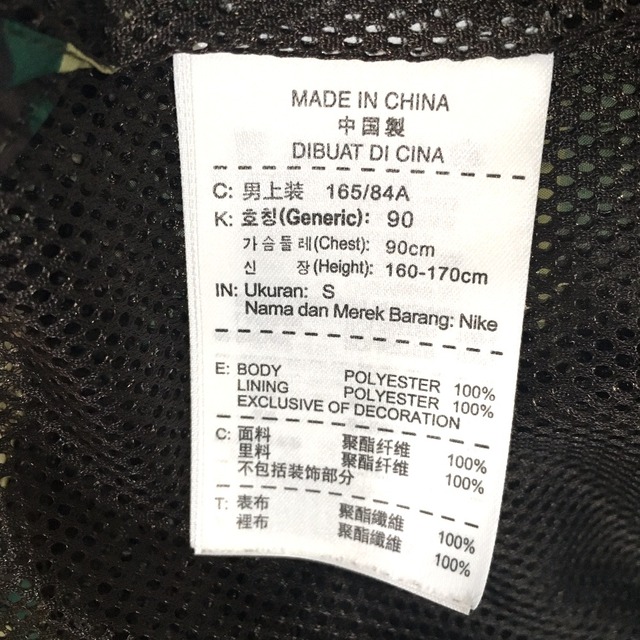 MADE IN CHINA
中国製
DIBUAT DI CINA
C: 男上装 165/84A
K: 호칭(Generic): 90
가슴둘레(Chest): 90cm
신 장(Height): 160-170cm
IN: Ukuran: S
Nama dan Merek Barang: Nike
E: BODY POLYESTER 100%
LINING POLYESTER 100%
EXCLUSIVE OF DECORATION
C: 面料 聚酯纤维 100%
里料 聚酯纤维 100%
不包括装饰部分
T: 表布 聚酯纖維 100%
裡布 聚酯纖維 100%